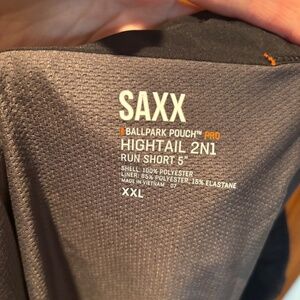 SAXX
BALLPARK POUCH™ PRO
HIGHTAIL 2N1
RUN SHORT 5"
SHELL: 100% POLYESTER
LINER: 85% POLYESTER, 15% ELASTANE
MADE IN VIETNAM
XXL